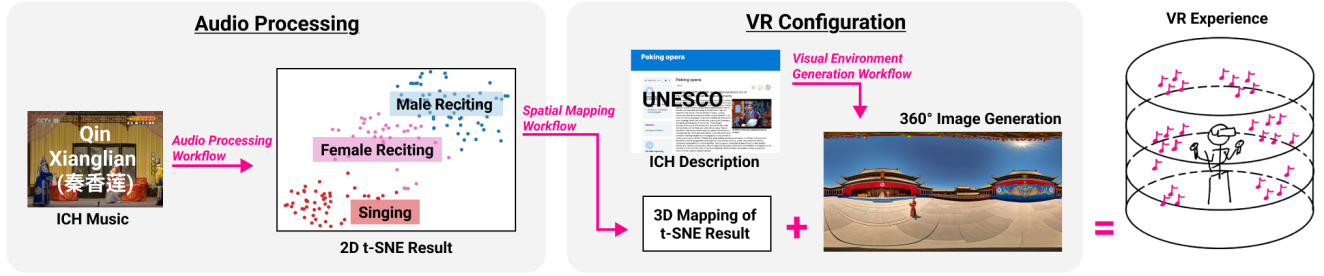 Audio Processing
Qin
Xianglian
(秦香莲)
ICH Music
Audio Processing
Workflow
Male Reciting
Female Reciting
Singing
2D t-SNE Result
Spatial Mapping
Workflow
VR Configuration
Peking opera
Peking opera
UNESCO
ICH Description
Visual Environment
Generation Workflow
360° Image Generation
3D Mapping of
t-SNE Result
+
=
VR Experience